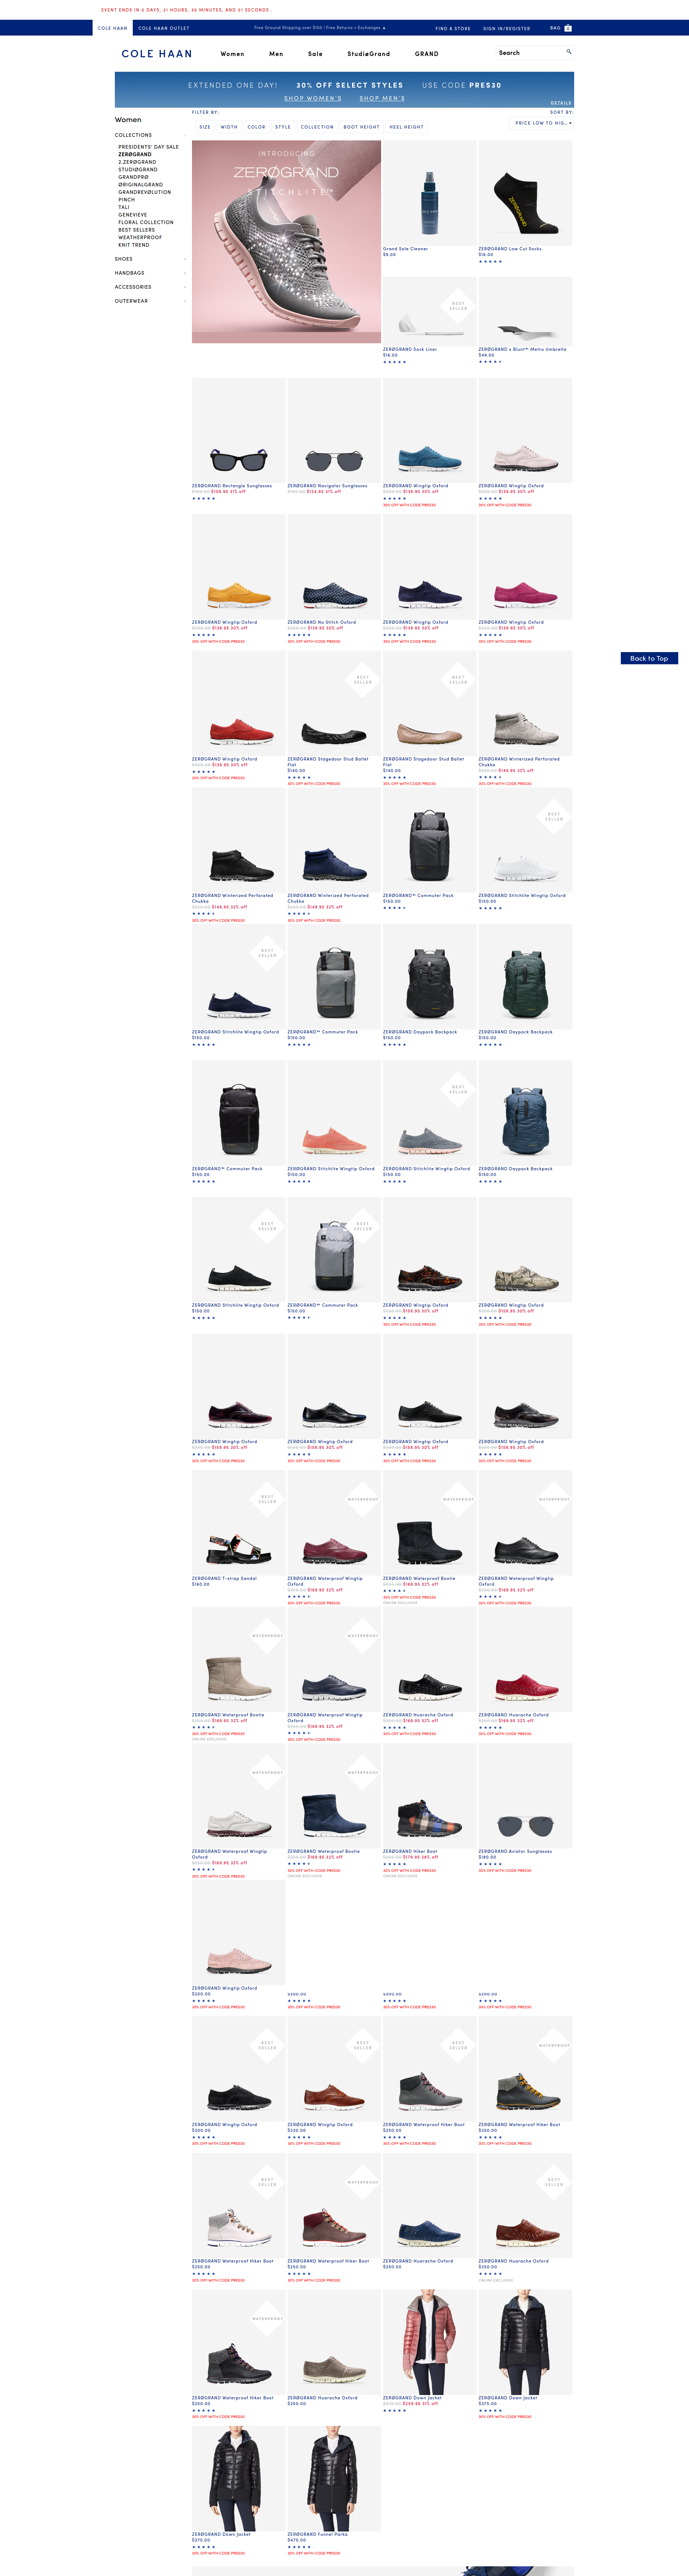 EVENT ENDS IN 0 DAYS, 21 HOURS, 35 MINUTES, AND 51 SECONDS .
COLE HAAN
COLE HAAN OUTLET
Free Ground Shipping over $150 | Free Returns + Exchanges
FIND A STORE
SIGN IN/REGISTER
BAG
COLE HAAN
Women
Men
Sale
StudiøGrand
GRAND
Search
EXTENDED ONE DAY! 30% OFF SELECT STYLES USE CODE PRES30
SHOP WOMEN'S SHOP MEN'S
DETAILS
Women
COLLECTIONS
PRESIDENTS' DAY SALE
ZERØGRAND
2.ZERØGRAND
STUDIØGRAND
GRANDPRØ
ØRIGINALGRAND
GRANDREVØLUTION
PINCH
TALI
GENEVIEVE
FLORAL COLLECTION
BEST SELLERS
WEATHERPROOF
KNIT TREND
SHOES
HANDBAGS
ACCESSORIES
OUTERWEAR
FILTER BY:
SORT BY:
SIZE
WIDTH
COLOR
STYLE
COLLECTION
BOOT HEIGHT
HEEL HEIGHT
PRICE LOW TO HIG...
INTRODUCING
ZERØGRAND
STITCHLITE™
Grand Sole Cleaner
$9.00
ZERØGRAND Low Cut Socks
$16.00
BEST
SELLER
ZERØGRAND Sock Liner
$16.00
ZERØGRAND x Blunt™ Metro Umbrella
$46.00
ZERØGRAND Rectangle Sunglasses
ZERØGRAND Navigator Sunglasses
ZERØGRAND Wingtip Oxford
$139.95 30% off
30% OFF WITH CODE PRES30
ZERØGRAND Wingtip Oxford
$139.95 30% off
30% OFF WITH CODE PRES30
ZERØGRAND Wingtip Oxford
$139.95 30% off
30% OFF WITH CODE PRES30
ZERØGRAND No Stitch Oxford
$139.95 30% off
30% OFF WITH CODE PRES30
ZERØGRAND Wingtip Oxford
$139.95 30% off
30% OFF WITH CODE PRES30
ZERØGRAND Wingtip Oxford
$139.95 30% off
30% OFF WITH CODE PRES30
Back to Top
ZERØGRAND Wingtip Oxford
$139.95 30% off
30% OFF WITH CODE PRES30
BEST
SELLER
ZERØGRAND Stagedoor Stud Ballet
Flat
$140.00
30% OFF WITH CODE PRES30
BEST
SELLER
ZERØGRAND Stagedoor Stud Ballet
Flat
$140.00
30% OFF WITH CODE PRES30
ZERØGRAND Winterized Perforated
Chukka
$149.95 32% off
30% OFF WITH CODE PRES30
ZERØGRAND Winterized Perforated
Chukka
$149.95 32% off
30% OFF WITH CODE PRES30
ZERØGRAND Winterized Perforated
Chukka
$149.95 32% off
30% OFF WITH CODE PRES30
ZERØGRAND™ Commuter Pack
$150.00
BEST
SELLER
ZERØGRAND Stitchlite Wingtip Oxford
$150.00
BEST
SELLER
ZERØGRAND Stitchlite Wingtip Oxford
$150.00
ZERØGRAND™ Commuter Pack
$150.00
ZERØGRAND Daypack Backpack
$150.00
ZERØGRAND Daypack Backpack
$150.00
ZERØGRAND™ Commuter Pack
$150.00
ZERØGRAND Stitchlite Wingtip Oxford
$150.00
BEST
SELLER
ZERØGRAND Stitchlite Wingtip Oxford
$150.00
ZERØGRAND Daypack Backpack
$150.00
BEST
SELLER
ZERØGRAND Stitchlite Wingtip Oxford
$150.00
BEST
SELLER
ZERØGRAND™ Commuter Pack
$150.00
ZERØGRAND Wingtip Oxford
$159.95 30% off
30% OFF WITH CODE PRES30
ZERØGRAND Wingtip Oxford
$159.95 30% off
30% OFF WITH CODE PRES30
ZERØGRAND Wingtip Oxford
$159.95 30% off
30% OFF WITH CODE PRES30
ZERØGRAND Wingtip Oxford
$159.95 30% off
30% OFF WITH CODE PRES30
ZERØGRAND Wingtip Oxford
$159.95 30% off
30% OFF WITH CODE PRES30
ZERØGRAND Wingtip Oxford
$159.95 30% off
30% OFF WITH CODE PRES30
BEST
SELLER
ZERØGRAND T-strap Sandal
$160.00
WATERPROOF
ZERØGRAND Waterproof Wingtip
Oxford
$169.95 32% off
30% OFF WITH CODE PRES30
WATERPROOF
ZERØGRAND Waterproof Bootie
$169.95 32% off
30% OFF WITH CODE PRES30
ONLINE EXCLUSIVE
WATERPROOF
ZERØGRAND Waterproof Wingtip
Oxford
$169.95 32% off
30% OFF WITH CODE PRES30
WATERPROOF
ZERØGRAND Waterproof Bootie
$169.95 32% off
30% OFF WITH CODE PRES30
ONLINE EXCLUSIVE
WATERPROOF
ZERØGRAND Waterproof Wingtip
Oxford
$169.95 32% off
30% OFF WITH CODE PRES30
ZERØGRAND Huarache Oxford
$169.95 32% off
30% OFF WITH CODE PRES30
ZERØGRAND Huarache Oxford
$169.95 32% off
30% OFF WITH CODE PRES30
WATERPROOF
ZERØGRAND Waterproof Wingtip
Oxford
$169.95 32% off
30% OFF WITH CODE PRES30
WATERPROOF
ZERØGRAND Waterproof Bootie
$169.95 32% off
30% OFF WITH CODE PRES30
ONLINE EXCLUSIVE
ZERØGRAND Hiker Boot
$179.95 28% off
30% OFF WITH CODE PRES30
ONLINE EXCLUSIVE
ZERØGRAND Aviator Sunglasses
$180.00
30% OFF WITH CODE PRES30
ZERØGRAND Wingtip Oxford
$200.00
30% OFF WITH CODE PRES30
$200.00
30% OFF WITH CODE PRES30
$200.00
30% OFF WITH CODE PRES30
$200.00
30% OFF WITH CODE PRES30
BEST
SELLER
ZERØGRAND Wingtip Oxford
$200.00
30% OFF WITH CODE PRES30
BEST
SELLER
ZERØGRAND Wingtip Oxford
$230.00
30% OFF WITH CODE PRES30
BEST
SELLER
ZERØGRAND Waterproof Hiker Boot
$250.00
30% OFF WITH CODE PRES30
WATERPROOF
ZERØGRAND Waterproof Hiker Boot
$250.00
30% OFF WITH CODE PRES30
BEST
SELLER
ZERØGRAND Waterproof Hiker Boot
$250.00
30% OFF WITH CODE PRES30
WATERPROOF
ZERØGRAND Waterproof Hiker Boot
$250.00
30% OFF WITH CODE PRES30
ZERØGRAND Huarache Oxford
$250.00
BEST
SELLER
ZERØGRAND Huarache Oxford
$250.00
ONLINE EXCLUSIVE
WATERPROOF
ZERØGRAND Waterproof Hiker Boot
$250.00
30% OFF WITH CODE PRES30
ZERØGRAND Huarache Oxford
$250.00
ZERØGRAND Down Jacket
$258.95 31% off
ZERØGRAND Down Jacket
$375.00
30% OFF WITH CODE PRES30
ZERØGRAND Down Jacket
$375.00
30% OFF WITH CODE PRES30
ZERØGRAND Funnel Parka
$475.00
30% OFF WITH CODE PRES30